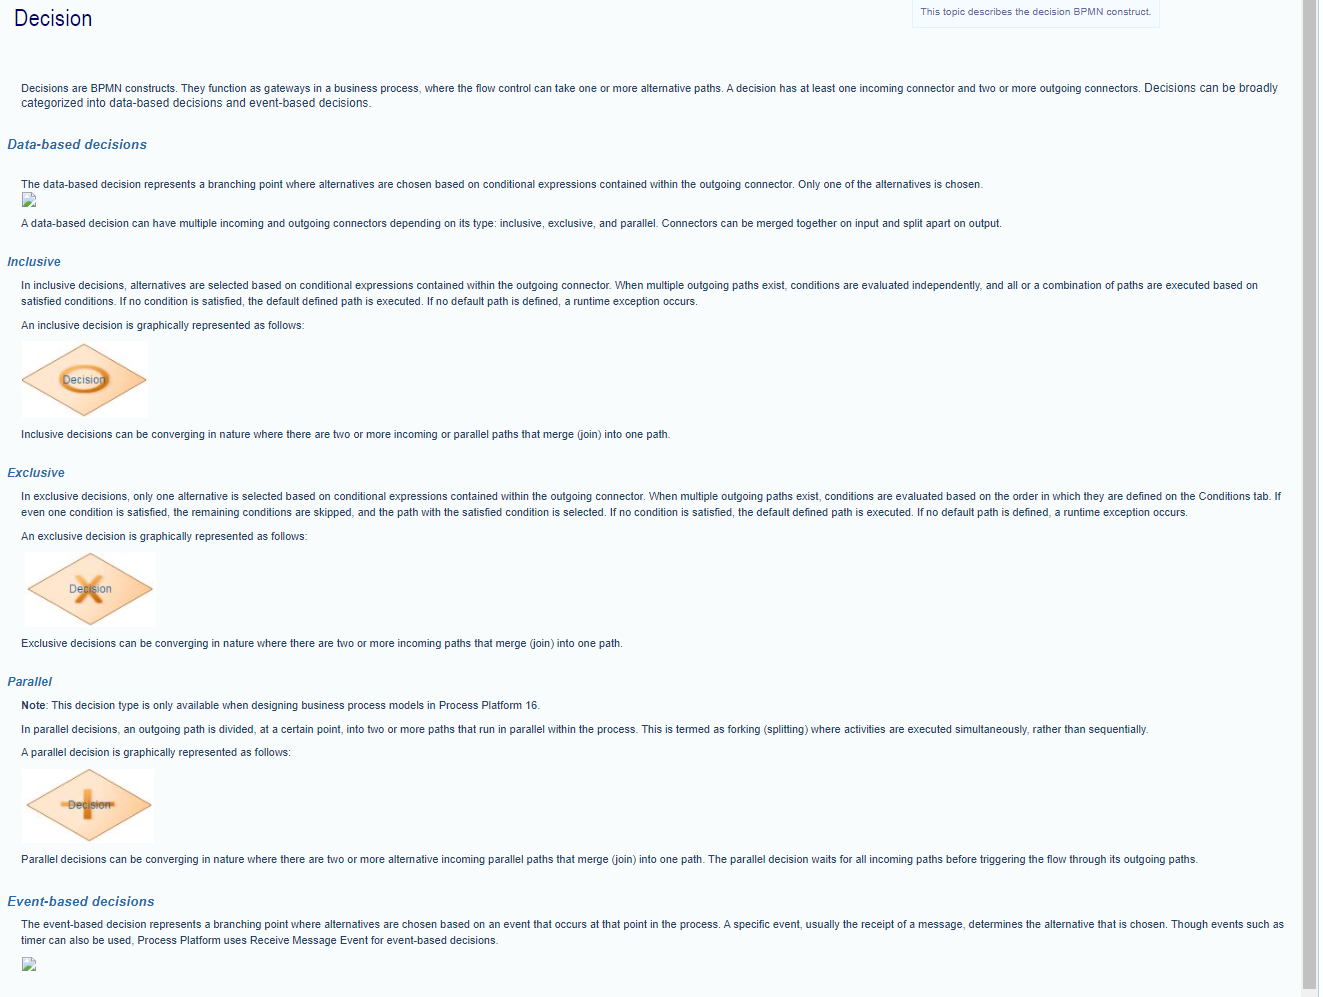 Decision
This topic describes the decision BPMN construct.
Decisions are BPMN constructs. They function as gateways in a business process, where the flow control can take one or more alternative paths. A decision has at least one incoming connector and two or more outgoing connectors. Decisions can be broadly
categorized into data-based decisions and event-based decisions.
Data-based decisions
The data-based decision represents a branching point where alternatives are chosen based on conditional expressions contained within the outgoing connector. Only one of the alternatives is chosen.
A data-based decision can have multiple incoming and outgoing connectors depending on its type: inclusive, exclusive, and parallel. Connectors can be merged together on input and split apart on output.
Inclusive
In inclusive decisions, alternatives are selected based on conditional expressions contained within the outgoing connector. When multiple outgoing paths exist, conditions are evaluated independently, and all or a combination of paths are executed based on
satisfied conditions. If no condition is satisfied, the default defined path is executed. If no default path is defined, a runtime exception occurs.
An inclusive decision is graphically represented as follows:
Decision
Inclusive decisions can be converging in nature where there are two or more incoming or parallel paths that merge (join) into one path.
Exclusive
In exclusive decisions, only one alternative is selected based on conditional expressions contained within the outgoing connector. When multiple outgoing paths exist, conditions are evaluated based on the order in which they are defined on the Conditions tab. If
even one condition is satisfied, the remaining conditions are skipped, and the path with the satisfied condition is selected. If no condition is satisfied, the default defined path is executed. If no default path is defined, a runtime exception occurs.
An exclusive decision is graphically represented as follows:
Decision
Exclusive decisions can be converging in nature where there are two or more incoming paths that merge (join) into one path.
Parallel
Note: This decision type is only available when designing business process models in Process Platform 16.
In parallel decisions, an outgoing path is divided, at a certain point, into two or more paths that run in parallel within the process. This is termed as forking (splitting) where activities are executed simultaneously, rather than sequentially.
A parallel decision is graphically represented as follows:
Decision
Parallel decisions can be converging in nature where there are two or more alternative incoming parallel paths that merge (join) into one path. The parallel decision waits for all incoming paths before triggering the flow through its outgoing paths.
Event-based decisions
The event-based decision represents a branching point where alternatives are chosen based on an event that occurs at that point in the process. A specific event, usually the receipt of a message, determines the alternative that is chosen. Though events such as
timer can also be used, Process Platform uses Receive Message Event for event-based decisions.